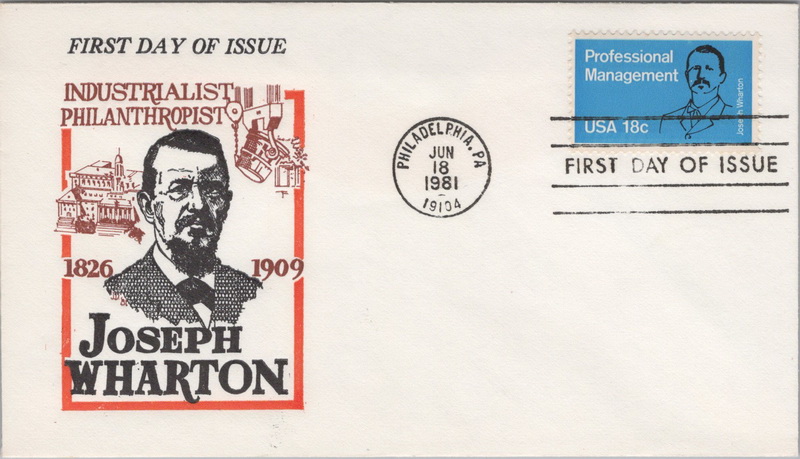 FIRST DAY OF ISSUE
INDUSTRIALIST
PHILANTHROPIST
1826 1909
JOSEPH
WHARTON
PHILADELPHIA, PA
JUN
18
1981
19104
Professional
Management
USA 18c
Joseph Wharton
FIRST DAY OF ISSUE